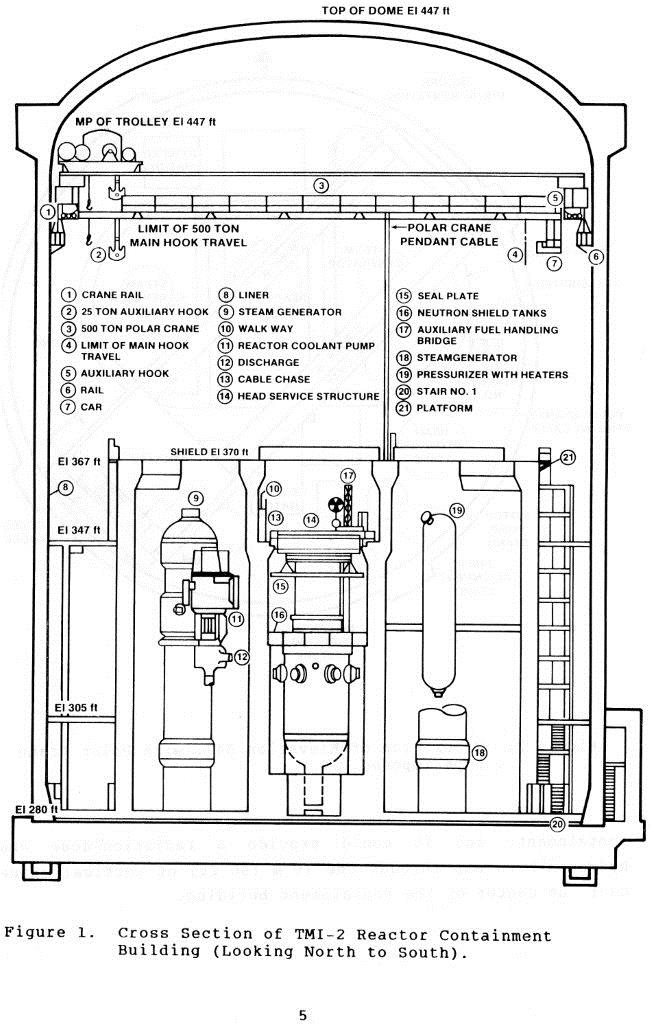 TOP OF DOME El 447 ft
MP OF TROLLEY El 447 ft
3
1
5
LIMIT OF 500 TON
MAIN HOOK TRAVEL
POLAR CRANE
PENDANT CABLE
2
4
7
6
1 CRANE RAIL
2 25 TON AUXILIARY HOOK
3 500 TON POLAR CRANE
4 LIMIT OF MAIN HOOK
TRAVEL
5 AUXILIARY HOOK
6 RAIL
7 CAR
8 LINER
9 STEAM GENERATOR
10 WALK WAY
11 REACTOR COOLANT PUMP
12 DISCHARGE
13 CABLE CHASE
14 HEAD SERVICE STRUCTURE
15 SEAL PLATE
16 NEUTRON SHIELD TANKS
17 AUXILIARY FUEL HANDLING
BRIDGE
18 STEAMGENERATOR
19 PRESSURIZER WITH HEATERS
20 STAIR NO. 1
21 PLATFORM
SHIELD El 370 ft
El 367 ft
21
17
8
9
10
19
13
14
El 347 ft
15
16
11
12
El 305 ft
18
El 280 ft
20
Figure 1. Cross Section of TMI-2 Reactor Containment
Building (Looking North to South).
5